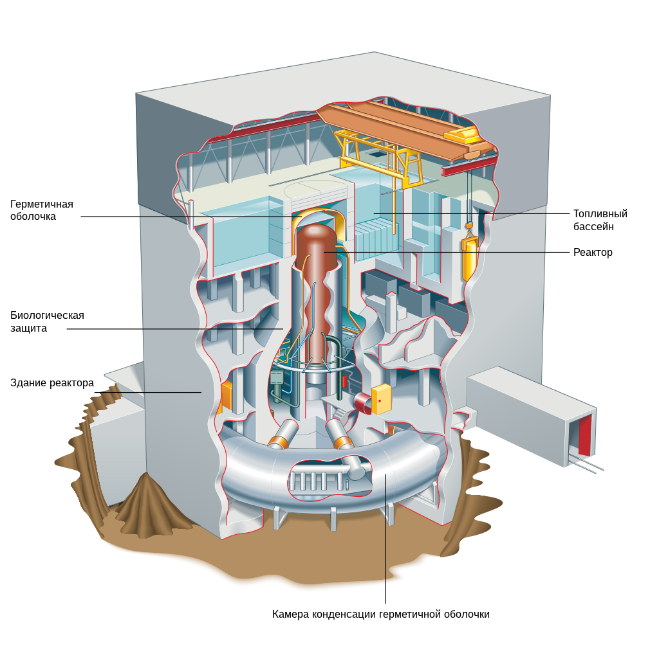 Герметичная
оболочка
Биологическая
защита
Здание реактора
Топливный
бассейн
Реактор
Камера конденсации герметичной оболочки